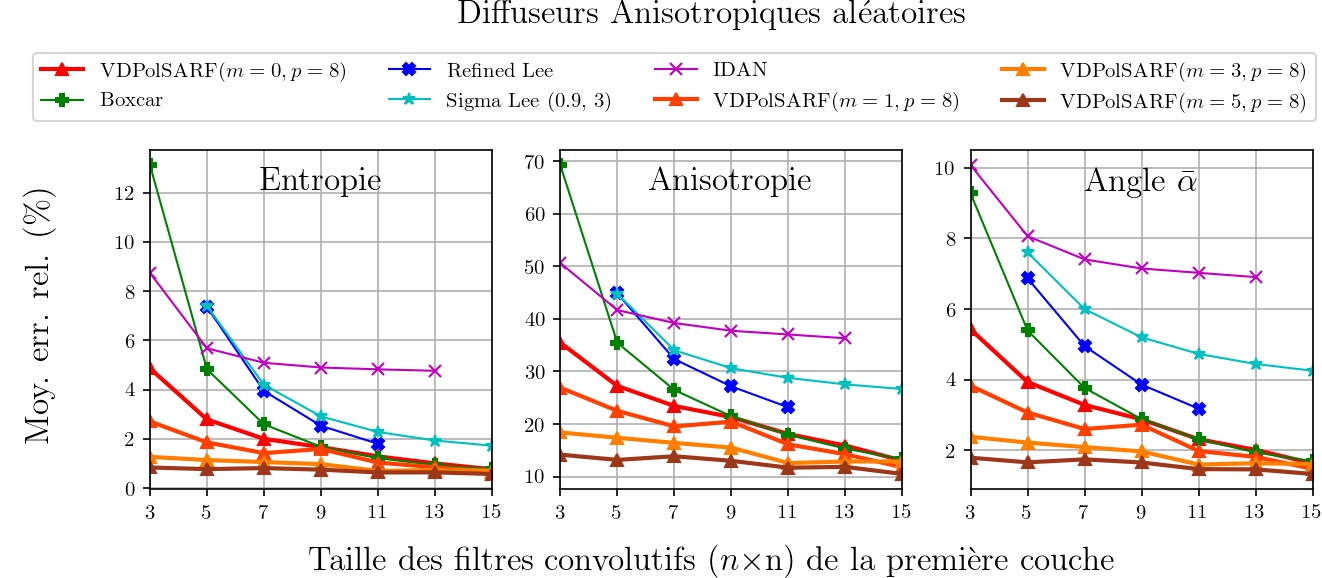 Diffuseurs Anisotropiques aléatoires
VDPolSARF(m = 0, p = 8) Refined Lee IDAN VDPolSARF(m = 3, p = 8)
Boxcar Sigma Lee (0.9, 3) VDPolSARF(m = 1, p = 8) VDPolSARF(m = 5, p = 8)
Moy. err. rel. (%)
Entropie
12
10
8
6
4
2
0
3 5 7 9 11 13 15
Anisotropie
70
60
50
40
30
20
10
3 5 7 9 11 13 15
Angle ᾱ
10
8
6
4
2
3 5 7 9 11 13 15
Taille des filtres convolutifs (n×n) de la première couche